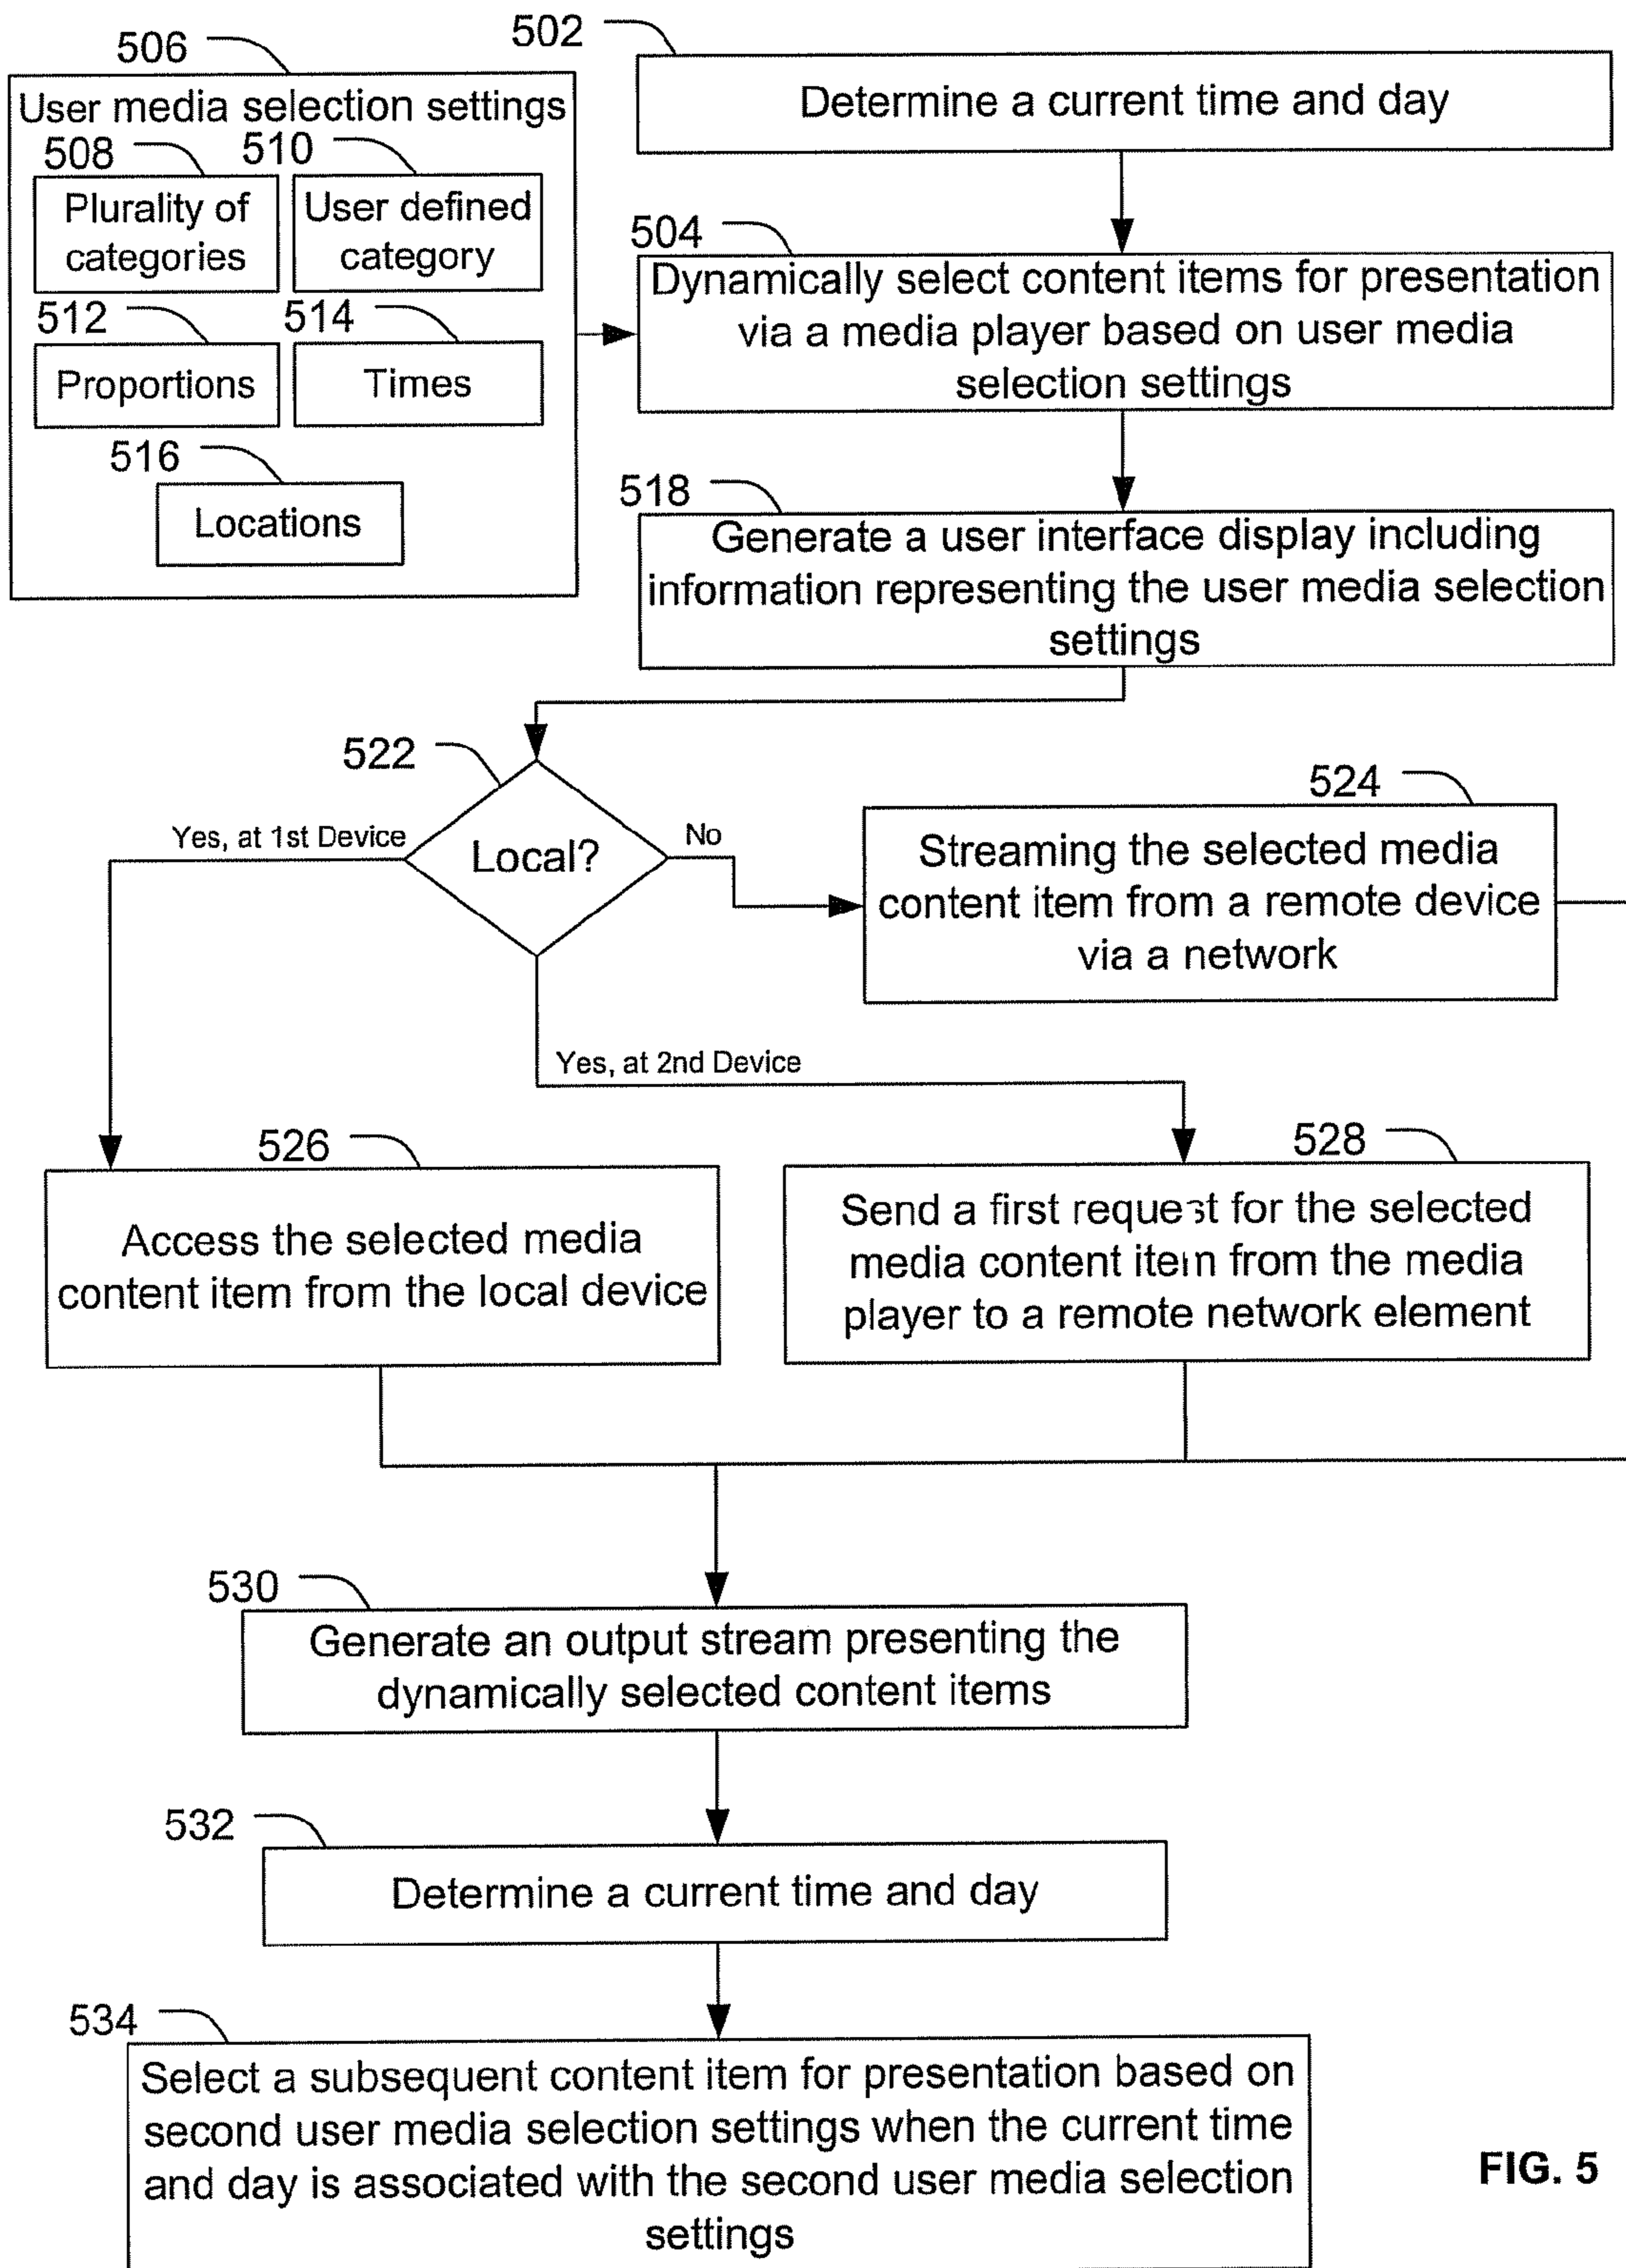 502
Determine a current time and day
506
User media selection settings
508
Plurality of
categories
510
User defined
category
512
Proportions
514
Times
516
Locations
504
Dynamically select content items for presentation
via a media player based on user media
selection settings
518
Generate a user interface display including
information representing the user media selection
settings
522
Local?
Yes, at 1st Device
No
Yes, at 2nd Device
524
Streaming the selected media
content item from a remote device
via a network
526
Access the selected media
content item from the local device
528
Send a first request for the selected
media content item from the media
player to a remote network element
530
Generate an output stream presenting the
dynamically selected content items
532
Determine a current time and day
534
Select a subsequent content item for presentation based on
second user media selection settings when the current time
and day is associated with the second user media selection
settings
FIG. 5